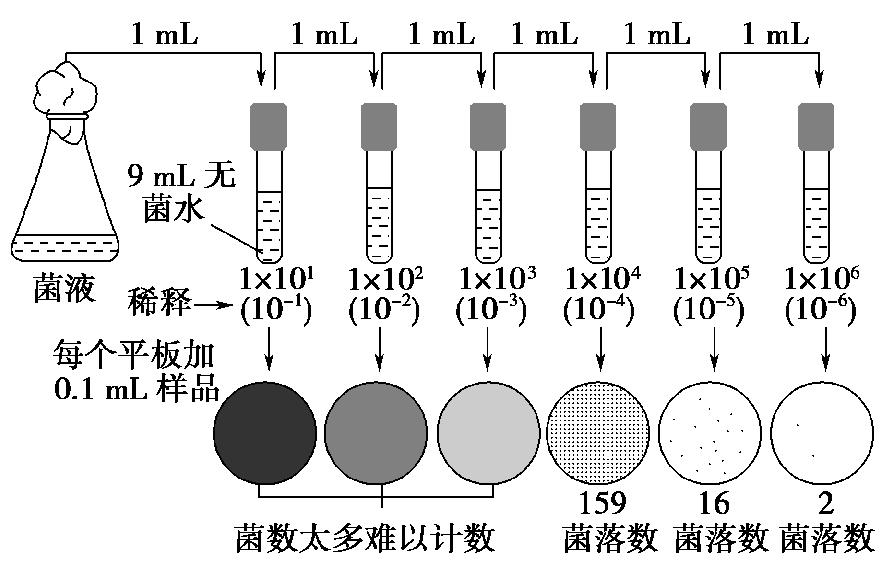 1 mL 1 mL 1 mL 1 mL 1 mL 1 mL
9 mL 无
菌水
菌液
1×10¹ 1×10² 1×10³ 1×10⁴ 1×10⁵ 1×10⁶
稀释
(10⁻¹) (10⁻²) (10⁻³) (10⁻⁴) (10⁻⁵) (10⁻⁶)
每个平板加
0.1 mL 样品
159 16 2
菌数太多难以计数 菌落数 菌落数 菌落数